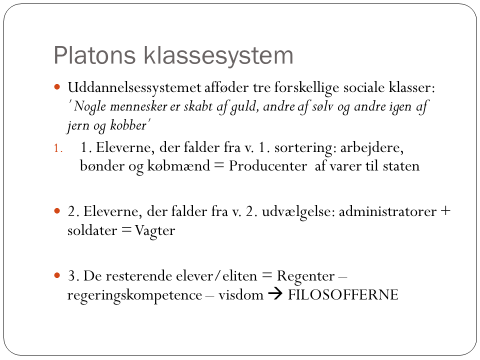 Platons klassesystem
• Uddannelsessystemet afføder tre forskellige sociale klasser:
'Nogle mennesker er skabt af guld, andre af sølv og andre igen af
jern og kobber'
1. 1. Eleverne, der falder fra v. 1. sortering: arbejdere,
bønder og købmænd = Producenter af varer til staten
• 2. Eleverne, der falder fra v. 2. udvælgelse: administratorer +
soldater = Vagter
• 3. De resterende elever/eliten = Regenter –
regeringskompetence – visdom → FILOSOFFERNE